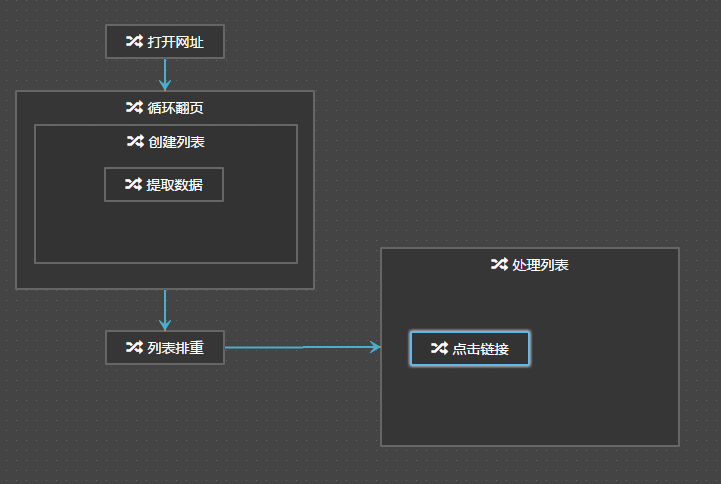 打开网址
循环翻页
创建列表
提取数据
处理列表
列表排重
点击链接